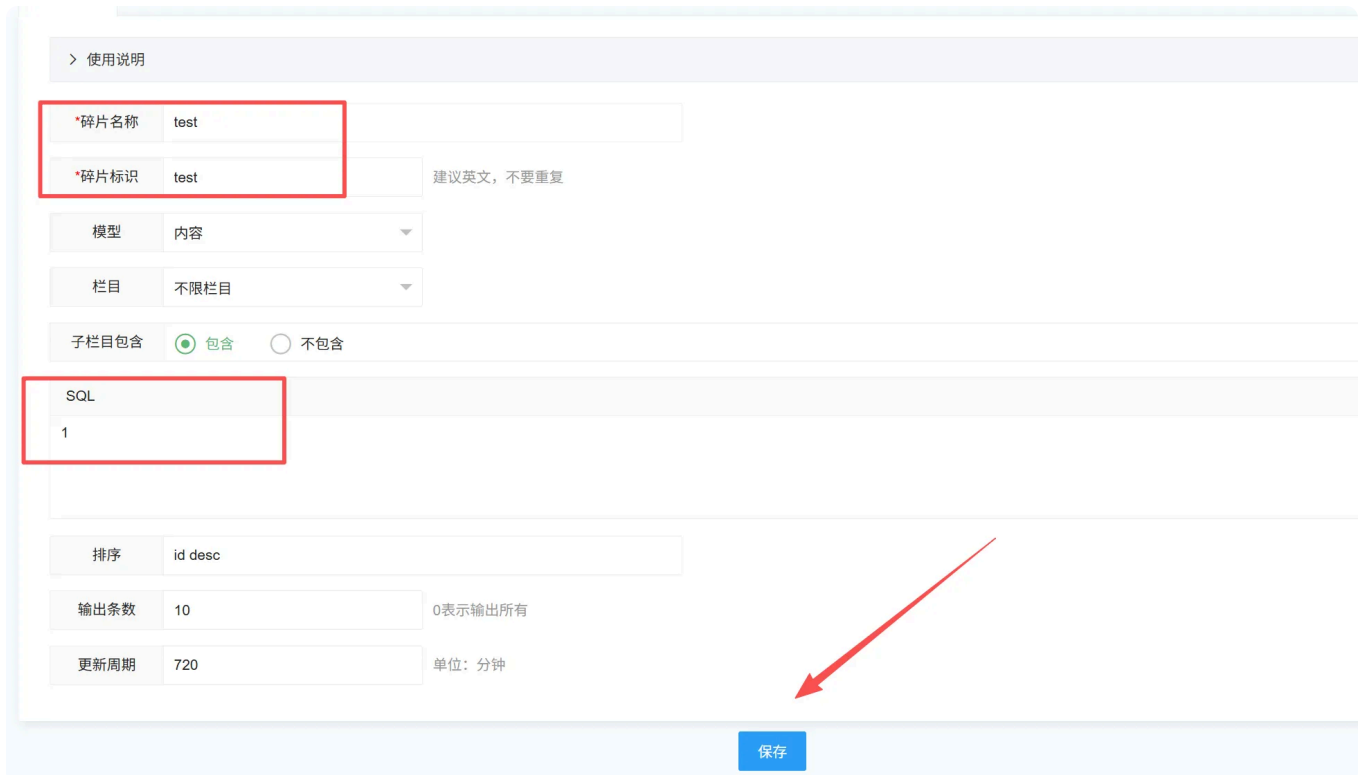 使用说明
*碎片名称 test
*碎片标识 test 建议英文，不要重复
模型 内容
栏目 不限栏目
子栏目包含 包含 不包含
SQL
1
排序 id desc
输出条数 10 0表示输出所有
更新周期 720 单位：分钟
保存